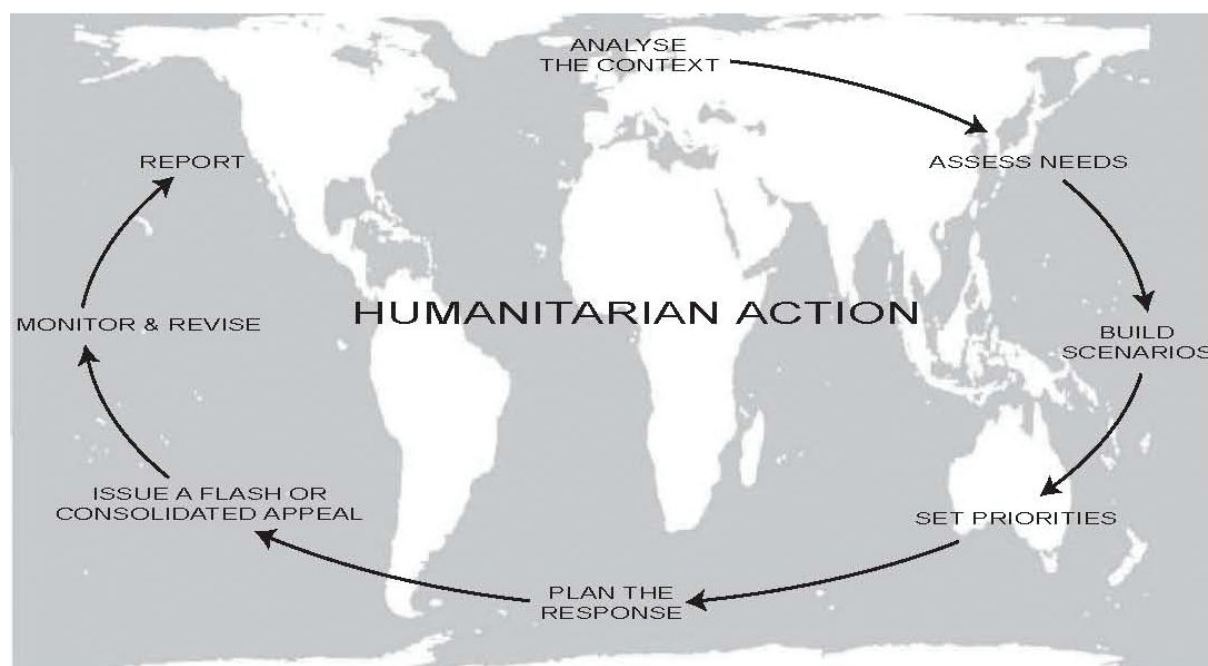 ANALYSE
THE CONTEXT
ASSESS NEEDS
BUILD
SCENARIOS
SET PRIORITIES
PLAN THE
RESPONSE
ISSUE A FLASH OR
CONSOLIDATED APPEAL
MONITOR & REVISE
REPORT
HUMANITARIAN ACTION